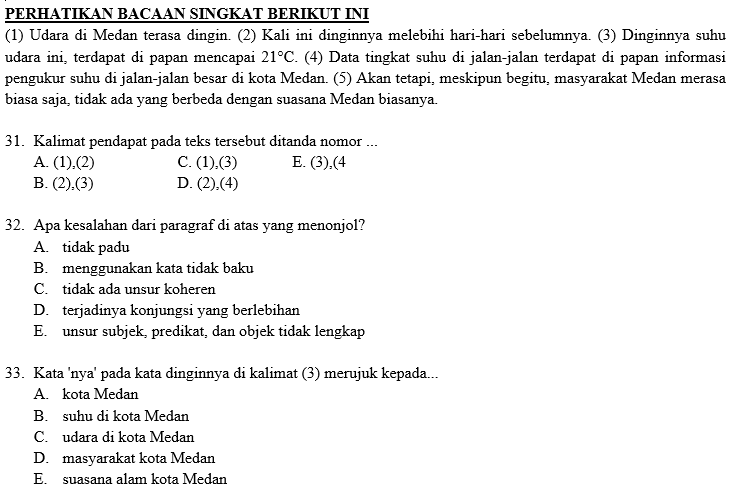 PERHATIKAN BACAAN SINGKAT BERIKUT INI
(1) Udara di Medan terasa dingin. (2) Kali ini dinginnya melebihi hari-hari sebelumnya. (3) Dinginnya suhu
udara ini, terdapat di papan mencapai 21°C. (4) Data tingkat suhu di jalan-jalan terdapat di papan informasi
pengukur suhu di jalan-jalan besar di kota Medan. (5) Akan tetapi, meskipun begitu, masyarakat Medan merasa
biasa saja, tidak ada yang berbeda dengan suasana Medan biasanya.
31. Kalimat pendapat pada teks tersebut ditanda nomor ...
A. (1),(2) C. (1),(3) E. (3),(4
B. (2),(3) D. (2),(4)
32. Apa kesalahan dari paragraf di atas yang menonjol?
A. tidak padu
B. menggunakan kata tidak baku
C. tidak ada unsur koheren
D. terjadinya konjungsi yang berlebihan
E. unsur subjek, predikat, dan objek tidak lengkap
33. Kata 'nya' pada kata dinginnya di kalimat (3) merujuk kepada...
A. kota Medan
B. suhu di kota Medan
C. udara di kota Medan
D. masyarakat kota Medan
E. suasana alam kota Medan